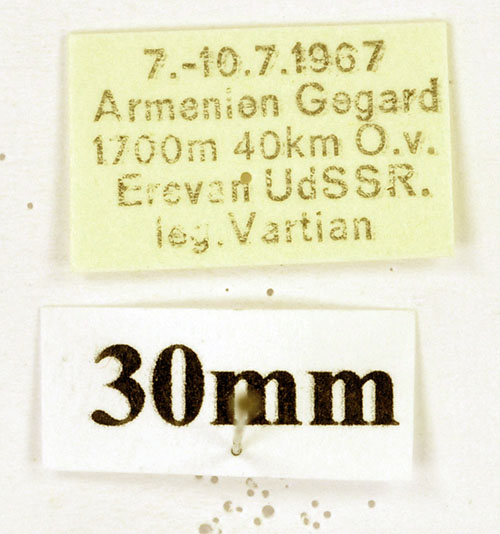 7.-10.7.1967
Armenien Gegard
1700m 40km O.v.
Erevan UdSSR.
leg. Vartian
30mm